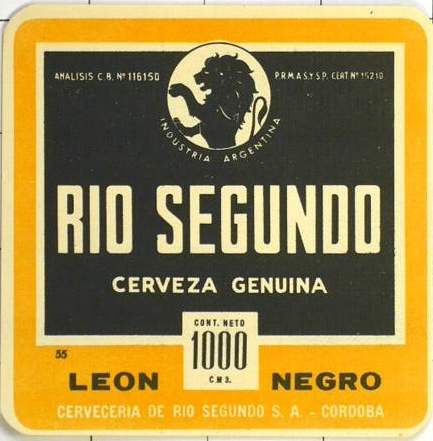 ANALISIS C.B. Nº 116150
P.R.M.A.S.Y.S.P. CERT Nº 15210
INDUSTRIA ARGENTINA
RIO SEGUNDO
CERVEZA GENUINA
CONT. NETO
1000
CM3.
55
LEON NEGRO
CERVECERIA DE RIO SEGUNDO S. A. - CORDOBA